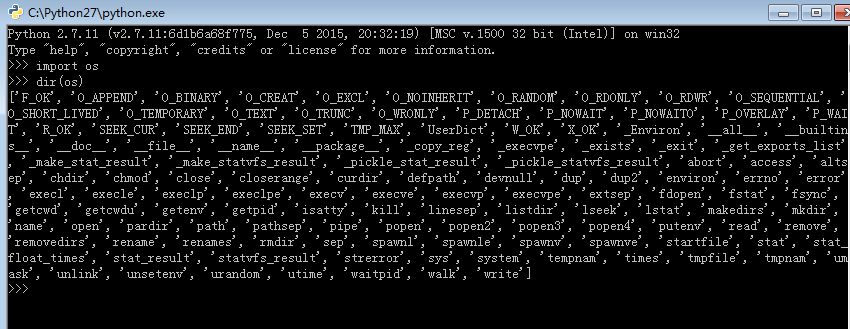 C:\Python27\python.exe
Python 2.7.11 (v2.7.11:6d1b6a68f775, Dec  5 2015, 20:32:19) [MSC v.1500 32 bit (Intel)] on win32
Type "help", "copyright", "credits" or "license" for more information.
>>> import os
>>> dir(os)
['F_OK', 'O_APPEND', 'O_BINARY', 'O_CREAT', 'O_EXCL', 'O_NOINHERIT', 'O_RANDOM', 'O_RDONLY', 'O_RDWR', 'O_SEQUENTIAL', '
O_SHORT_LIVED', 'O_TEMPORARY', 'O_TEXT', 'O_TRUNC', 'O_WRONLY', 'P_DETACH', 'P_NOWAIT', 'P_NOWAITO', 'P_OVERLAY', 'P_WAI
T', 'R_OK', 'SEEK_CUR', 'SEEK_END', 'SEEK_SET', 'TMP_MAX', 'UserDict', 'W_OK', 'X_OK', '_Environ', '__all__', '__builtin
s__', '__doc__', '__file__', '__name__', '__package__', '_copy_reg', '_execvpe', '_exists', '_exit', '_get_exports_list'
, '_make_stat_result', '_make_statvfs_result', '_pickle_stat_result', '_pickle_statvfs_result', 'abort', 'access', 'alts
ep', 'chdir', 'chmod', 'close', 'closerange', 'curdir', 'defpath', 'devnull', 'dup', 'dup2', 'environ', 'errno', 'error'
, 'execl', 'execle', 'execlp', 'execlpe', 'execv', 'execve', 'execvp', 'execvpe', 'extsep', 'fdopen', 'fstat', 'fsync',
'getcwd', 'getcwdu', 'getenv', 'getpid', 'isatty', 'kill', 'linesep', 'listdir', 'lseek', 'lstat', 'makedirs', 'mkdir',
'name', 'open', 'pardir', 'path', 'pathsep', 'pipe', 'popen', 'popen2', 'popen3', 'popen4', 'putenv', 'read', 'remove',
'removedirs', 'rename', 'renames', 'rmdir', 'sep', 'spawnl', 'spawnle', 'spawnv', 'spawnve', 'startfile', 'stat', 'stat_
float_times', 'stat_result', 'statvfs_result', 'strerror', 'sys', 'system', 'tempnam', 'times', 'tmpfile', 'tmpnam', 'um
ask', 'unlink', 'unsetenv', 'urandom', 'utime', 'waitpid', 'walk', 'write']
>>>